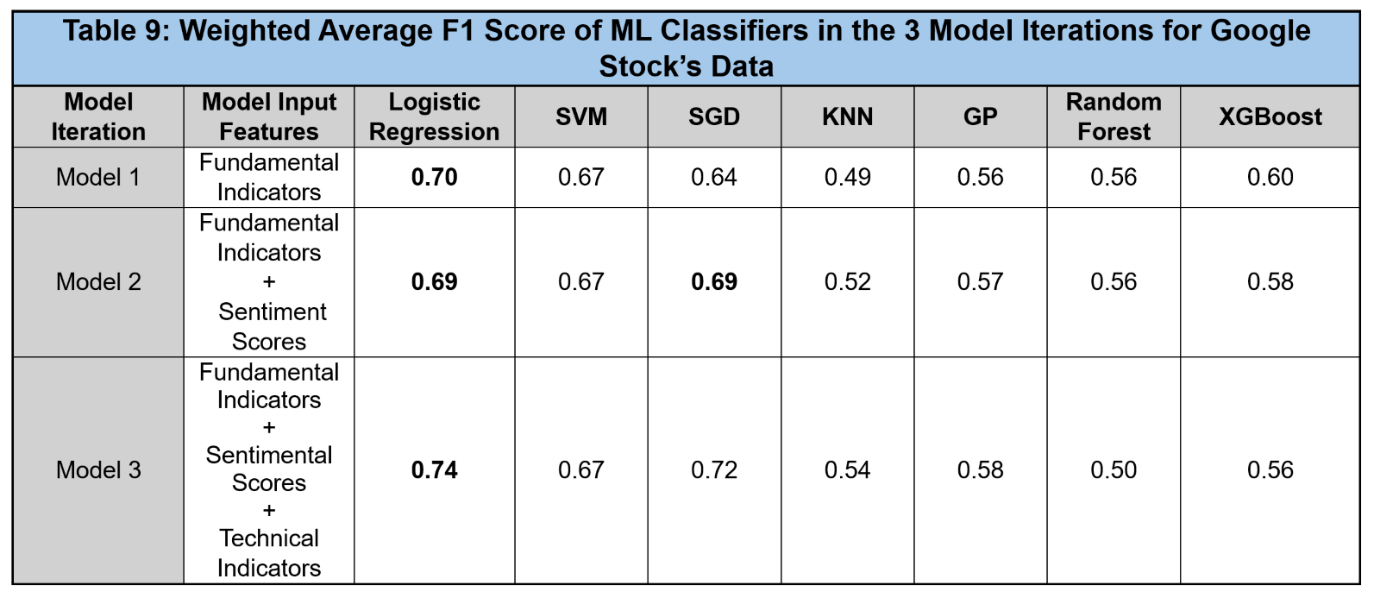 Table 9: Weighted Average F1 Score of ML Classifiers in the 3 Model Iterations for Google
Stock’s Data
Model
Iteration
Model Input
Features
Logistic
Regression
SVM
SGD
KNN
GP
Random
Forest
XGBoost
Model 1
Fundamental
Indicators
0.70
0.67
0.64
0.49
0.56
0.56
0.60
Model 2
Fundamental
Indicators
+
Sentiment
Scores
0.69
0.67
0.69
0.52
0.57
0.56
0.58
Model 3
Fundamental
Indicators
+
Sentimental
Scores
+
Technical
Indicators
0.74
0.67
0.72
0.54
0.58
0.50
0.56